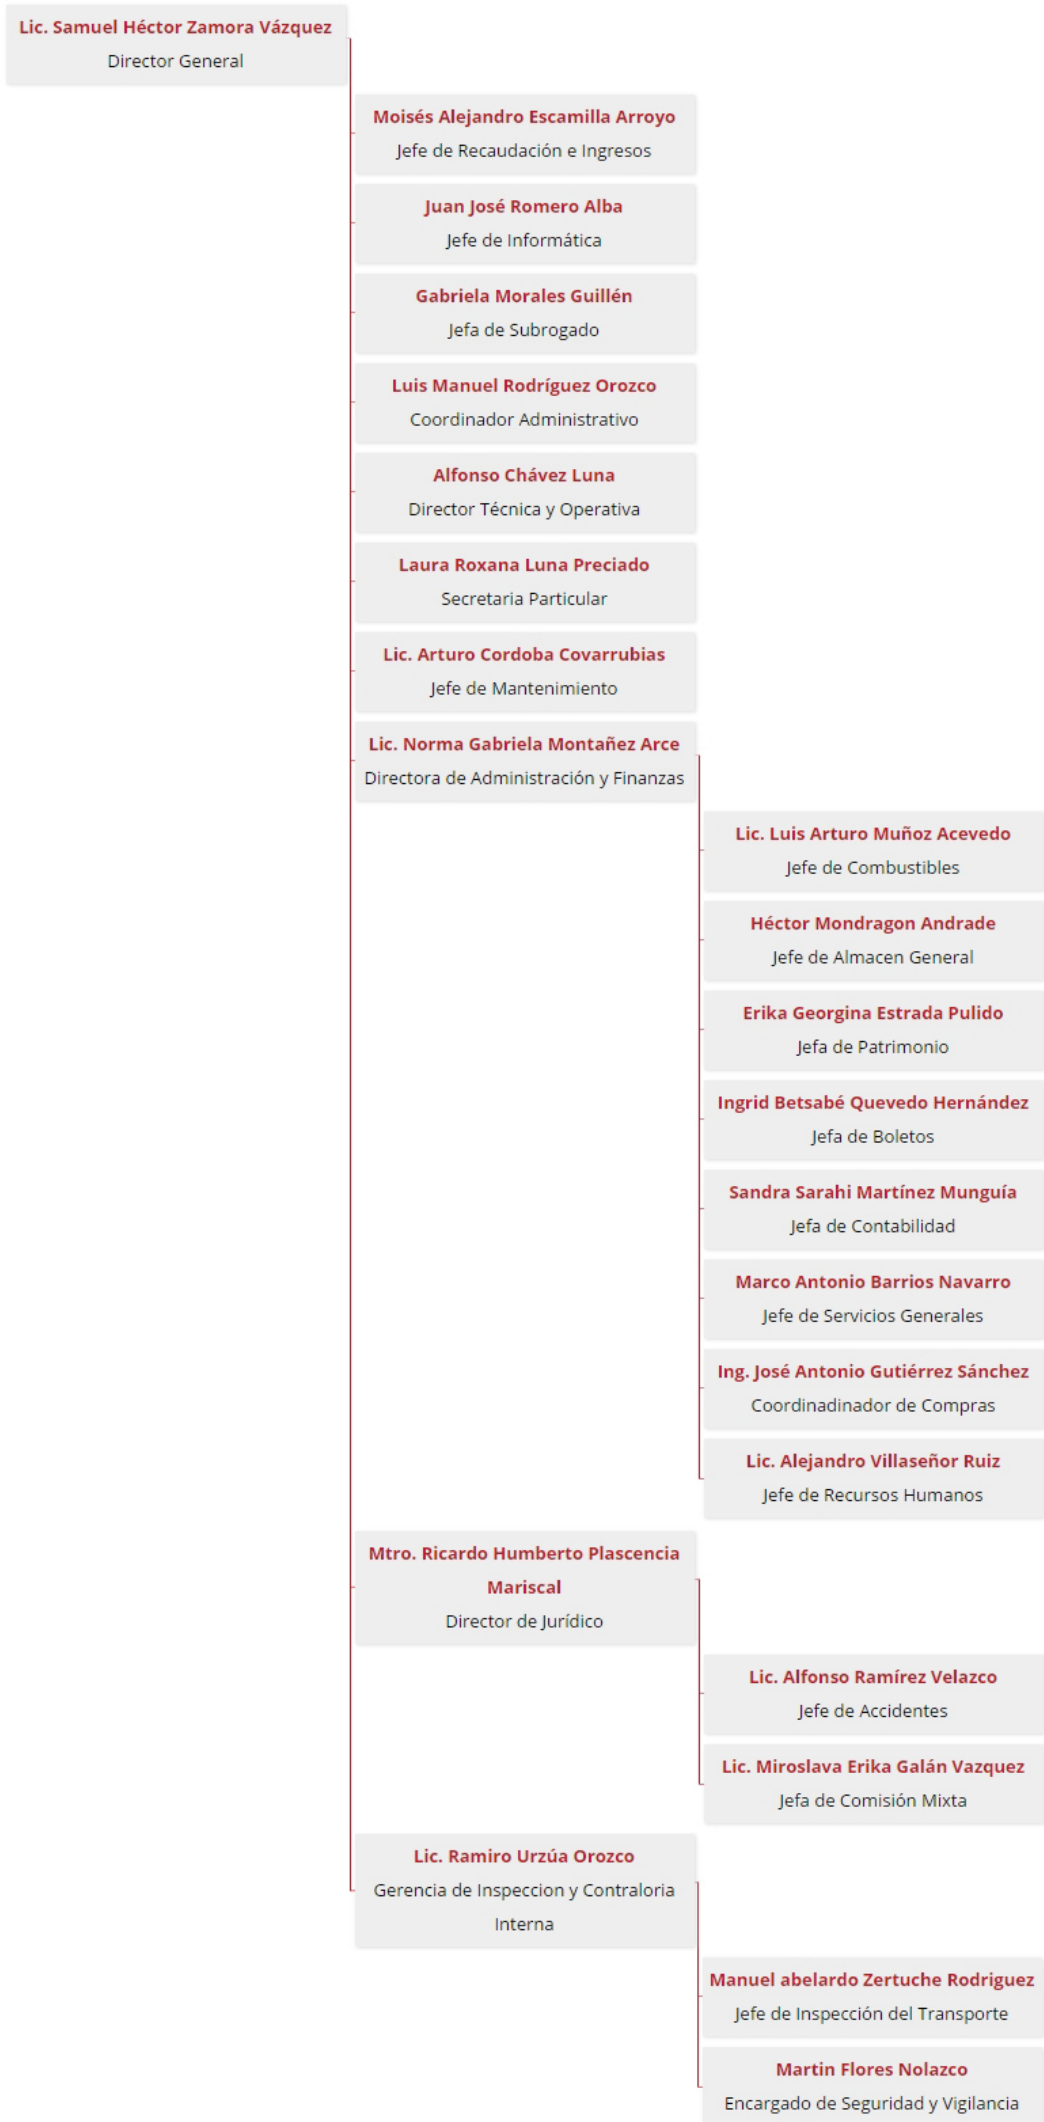 Lic. Samuel Héctor Zamora Vázquez
Director General
Moisés Alejandro Escamilla Arroyo
Jefe de Recaudación e Ingresos
Juan José Romero Alba
Jefe de Informática
Gabriela Morales Guillén
Jefa de Subrogado
Luis Manuel Rodríguez Orozco
Coordinador Administrativo
Alfonso Chávez Luna
Director Técnica y Operativa
Laura Roxana Luna Preciado
Secretaria Particular
Lic. Arturo Cordoba Covarrubias
Jefe de Mantenimiento
Lic. Norma Gabriela Montañez Arce
Directora de Administración y Finanzas
Lic. Luis Arturo Muñoz Acevedo
Jefe de Combustibles
Héctor Mondragon Andrade
Jefe de Almacen General
Erika Georgina Estrada Pulido
Jefa de Patrimonio
Ingrid Betsabé Quevedo Hernández
Jefa de Boletos
Sandra Sarahi Martínez Munguía
Jefa de Contabilidad
Marco Antonio Barrios Navarro
Jefe de Servicios Generales
Ing. José Antonio Gutiérrez Sánchez
Coordinadinador de Compras
Lic. Alejandro Villaseñor Ruiz
Jefe de Recursos Humanos
Mtro. Ricardo Humberto Plascencia
Mariscal
Director de Jurídico
Lic. Alfonso Ramírez Velazco
Jefe de Accidentes
Lic. Miroslava Erika Galán Vazquez
Jefa de Comisión Mixta
Lic. Ramiro Urzúa Orozco
Gerencia de Inspeccion y Contraloria
Interna
Manuel abelardo Zertuche Rodriguez
Jefe de Inspección del Transporte
Martin Flores Nolazco
Encargado de Seguridad y Vigilancia